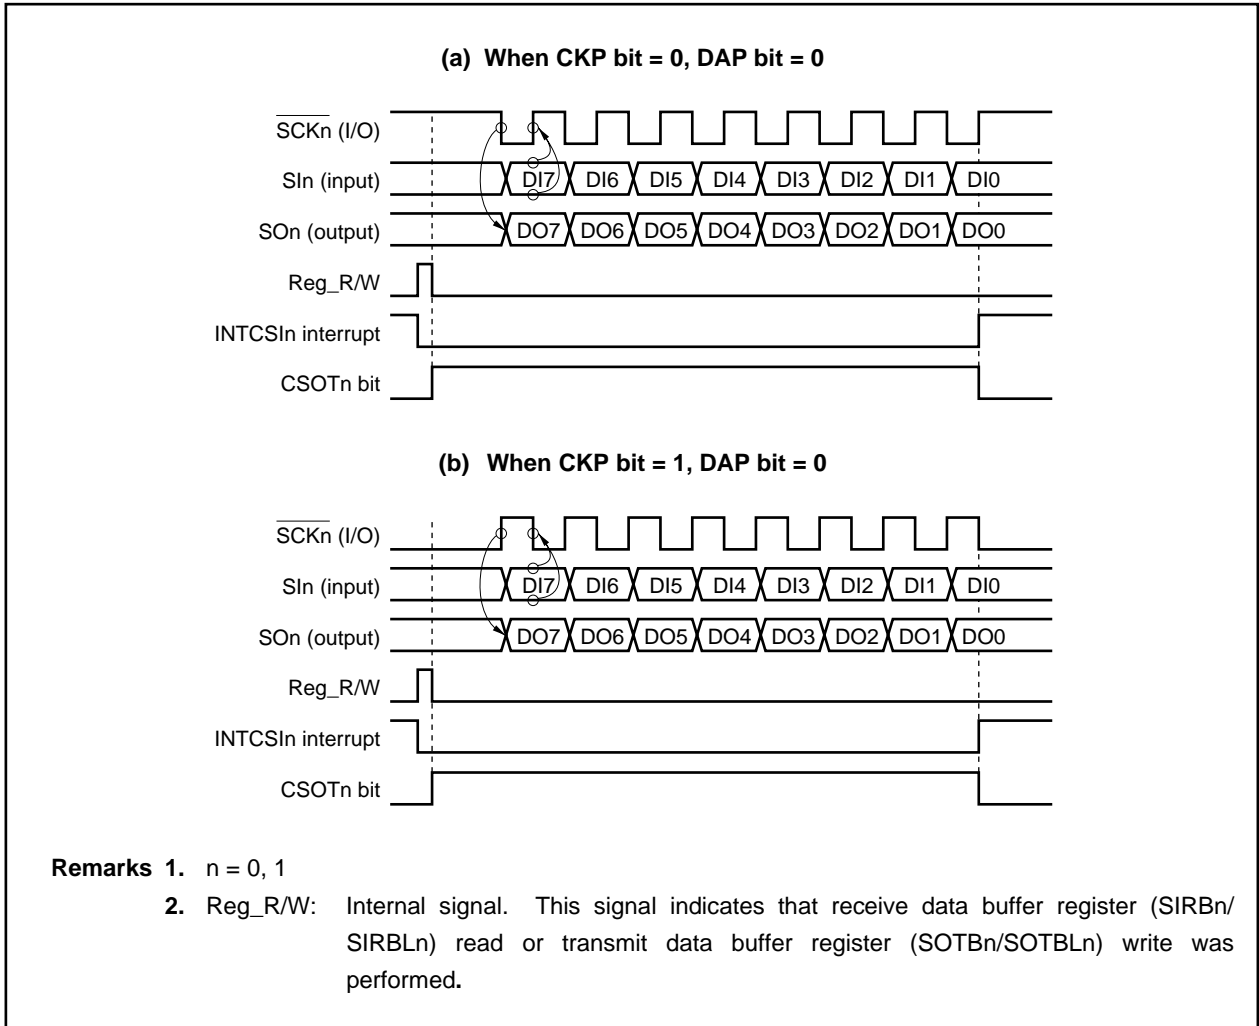 (a) When CKP bit = 0, DAP bit = 0
SCKn (I/O)
SIn (input) DI7 DI6 DI5 DI4 DI3 DI2 DI1 DI0
SOn (output) DO7 DO6 DO5 DO4 DO3 DO2 DO1 DO0
Reg_R/W
INTCSIn interrupt
CSOTn bit
(b) When CKP bit = 1, DAP bit = 0
SCKn (I/O)
SIn (input) DI7 DI6 DI5 DI4 DI3 DI2 DI1 DI0
SOn (output) DO7 DO6 DO5 DO4 DO3 DO2 DO1 DO0
Reg_R/W
INTCSIn interrupt
CSOTn bit
Remarks 1. n = 0, 1
2. Reg_R/W: Internal signal. This signal indicates that receive data buffer register (SIRBn/
SIRBLn) read or transmit data buffer register (SOTBn/SOTBLn) write was
performed.